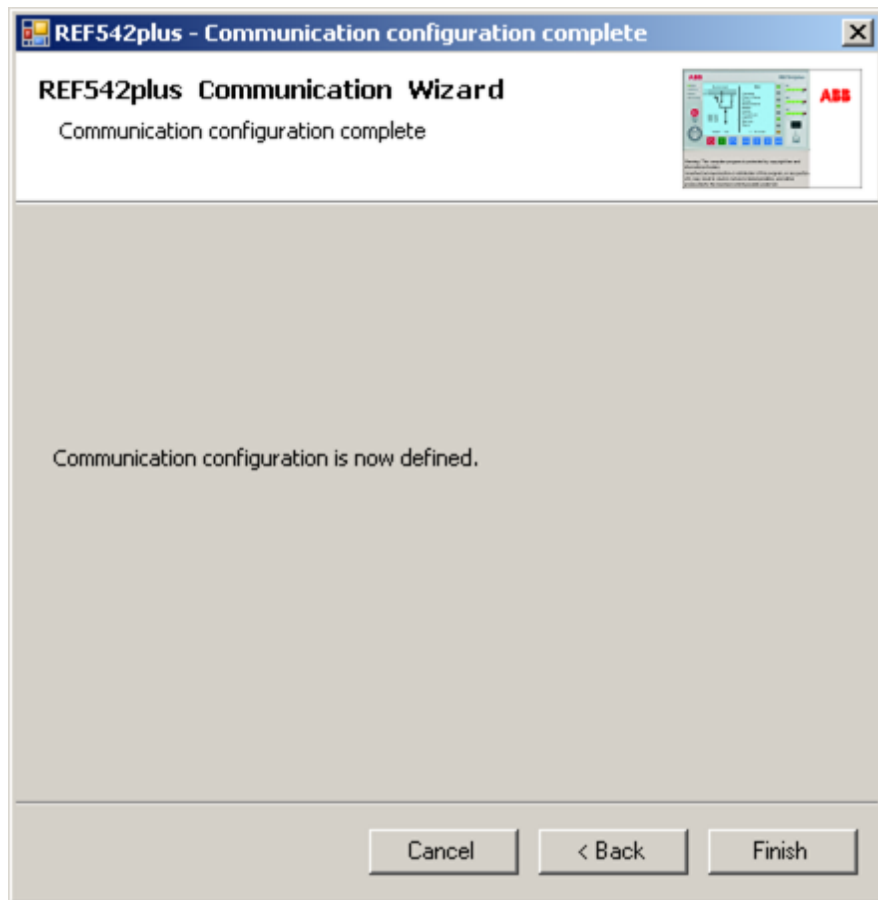 REF542plus - Communication configuration complete
REF542plus Communication Wizard
Communication configuration complete
ABB
Communication configuration is now defined.
Cancel
< Back
Finish